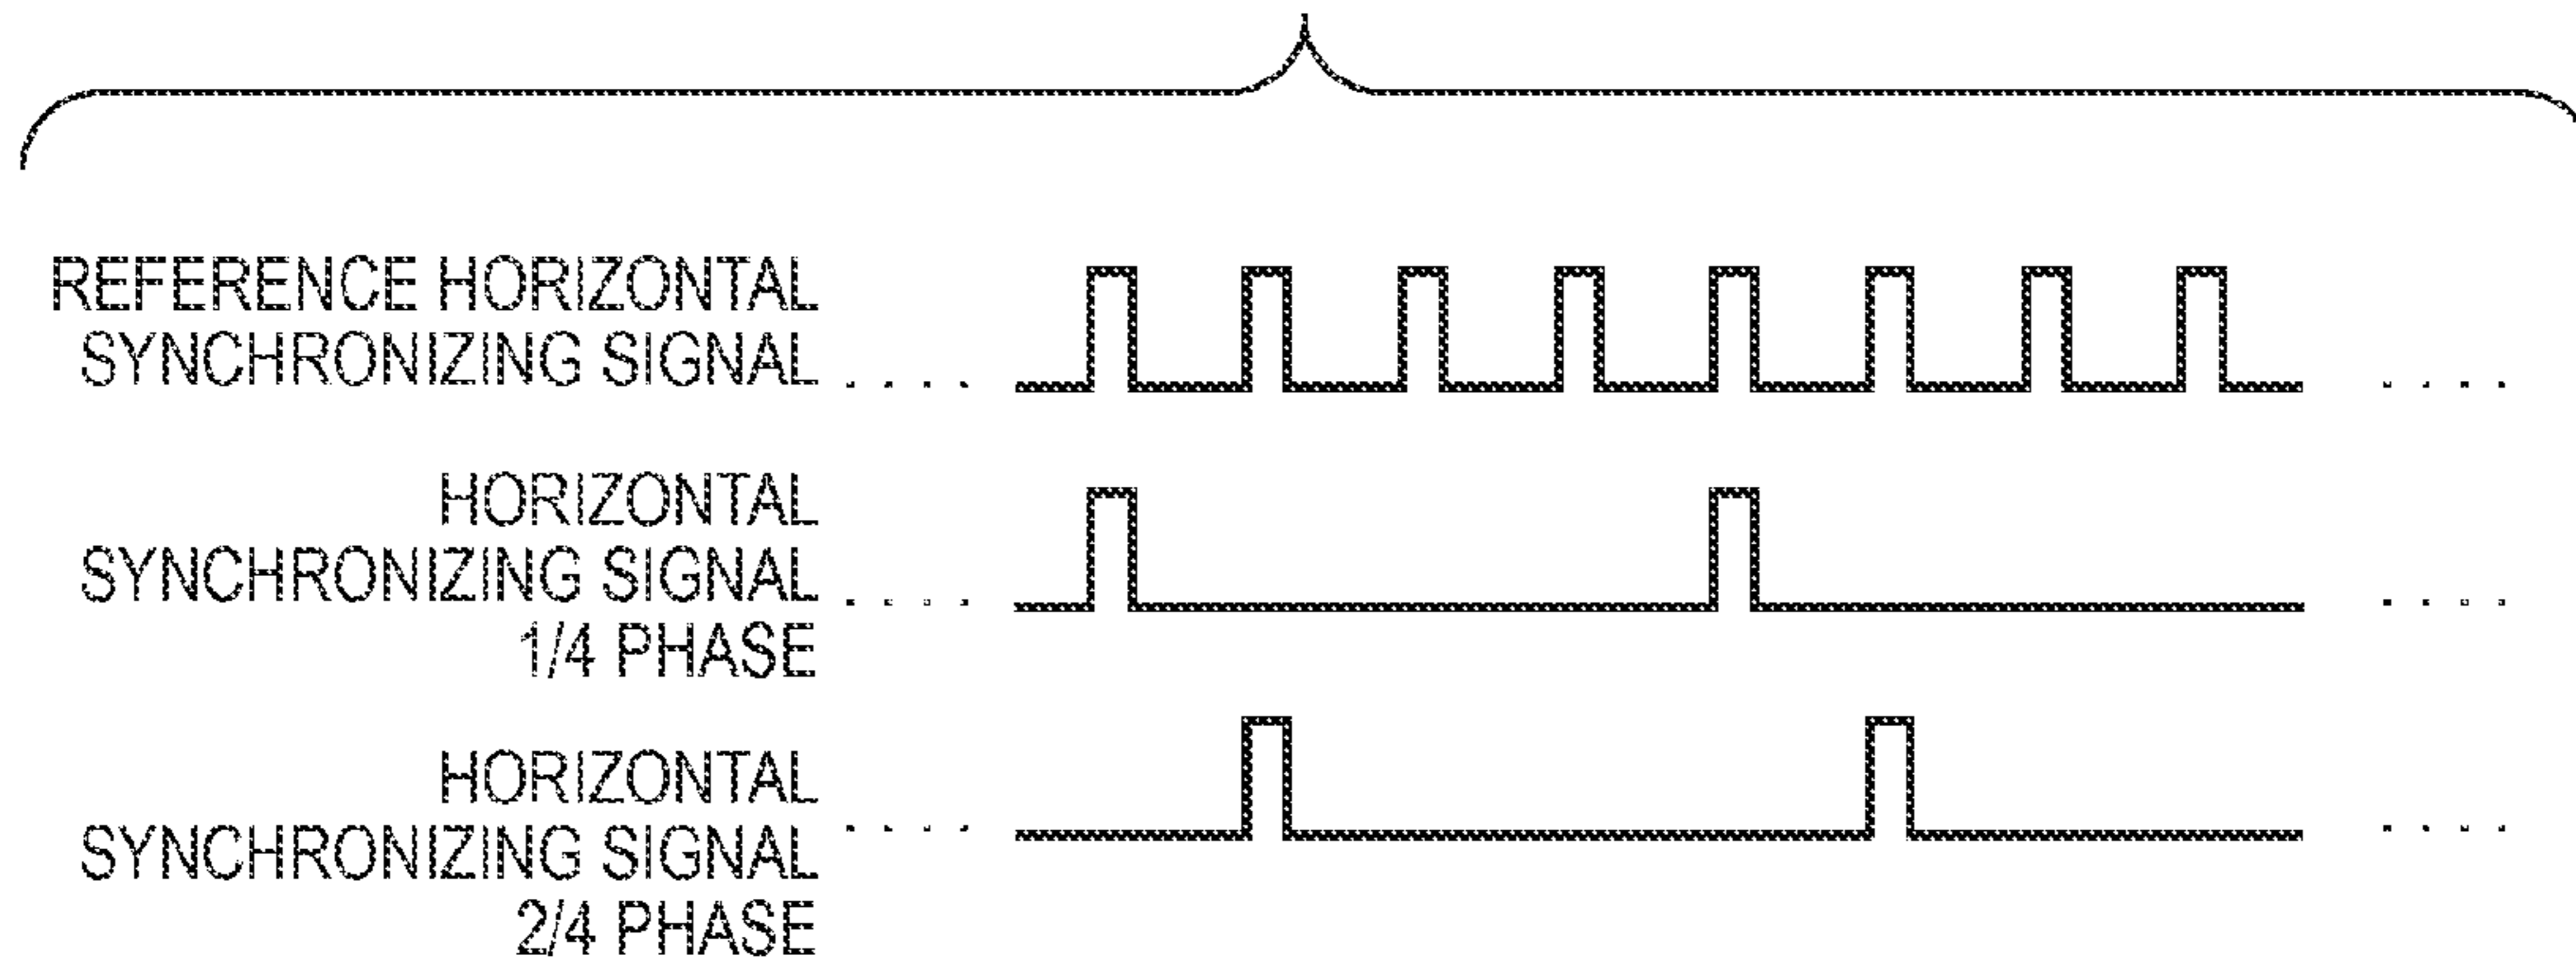 REFERENCE HORIZONTAL
SYNCHRONIZING SIGNAL . . . .        . . . .
HORIZONTAL
SYNCHRONIZING SIGNAL . . . .        . . . .
1/4 PHASE
HORIZONTAL
SYNCHRONIZING SIGNAL . . . .        . . . .
2/4 PHASE